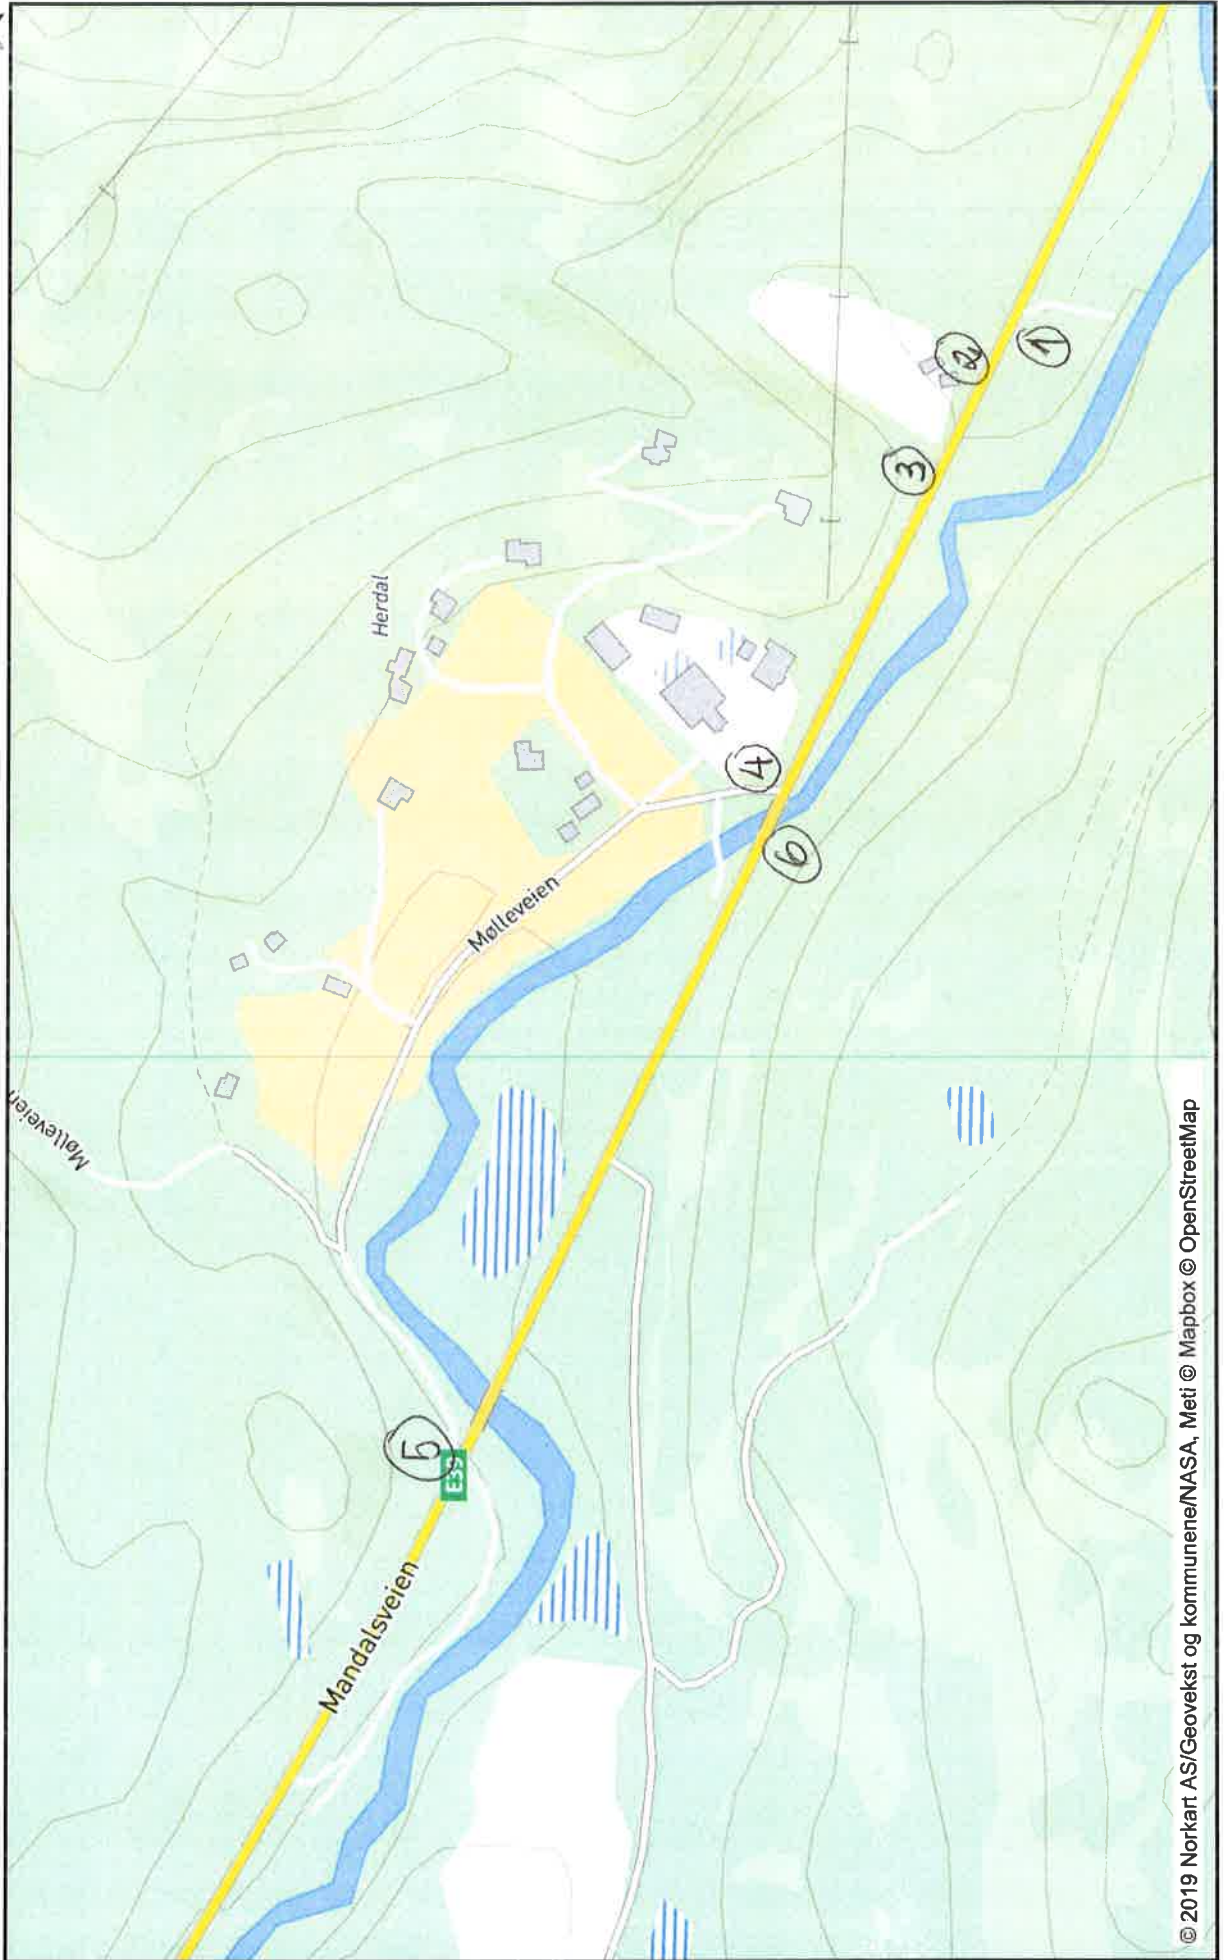 Mølleveien
Herdal
Mølleveien
Mandalsveien
E39
1
2
3
4
5
6
© 2019 Norkart AS/Geovekst og kommunene/NASA, Meti © Mapbox © OpenStreetMap